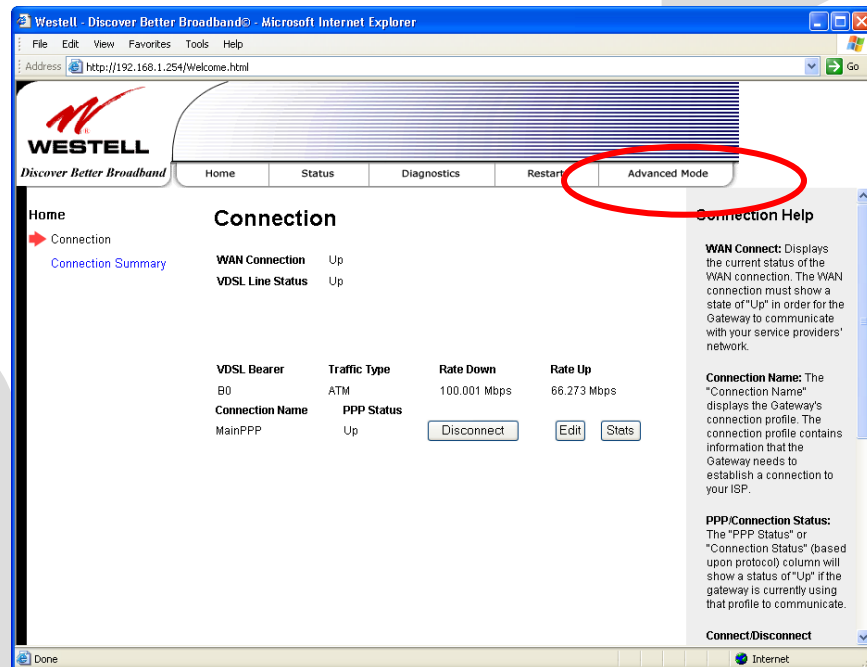 Westell - Discover Better Broadband© - Microsoft Internet Explorer
File Edit View Favorites Tools Help
Address http://192.168.1.254/Welcome.html Go
WESTELL
Discover Better Broadband
Home Status Diagnostics Restart Advanced Mode
Home
Connection
Connection Summary
Connection
WAN Connection Up
VDSL Line Status Up
VDSL Bearer Traffic Type Rate Down Rate Up
B0 ATM 100.001 Mbps 66.273 Mbps
Connection Name PPP Status
MainPPP Up Disconnect Edit Stats
Connection Help
WAN Connect: Displays
the current status of the
WAN connection. The WAN
connection must show a
state of "Up" in order for the
Gateway to communicate
with your service providers'
network.
Connection Name: The
"Connection Name"
displays the Gateway's
connection profile. The
connection profile contains
information that the
Gateway needs to
establish a connection to
your ISP.
PPP/Connection Status:
The "PPP Status" or
"Connection Status" (based
upon protocol) column will
show a status of "Up" if the
gateway is currently using
that profile to communicate.
Connect/Disconnect
Done Internet